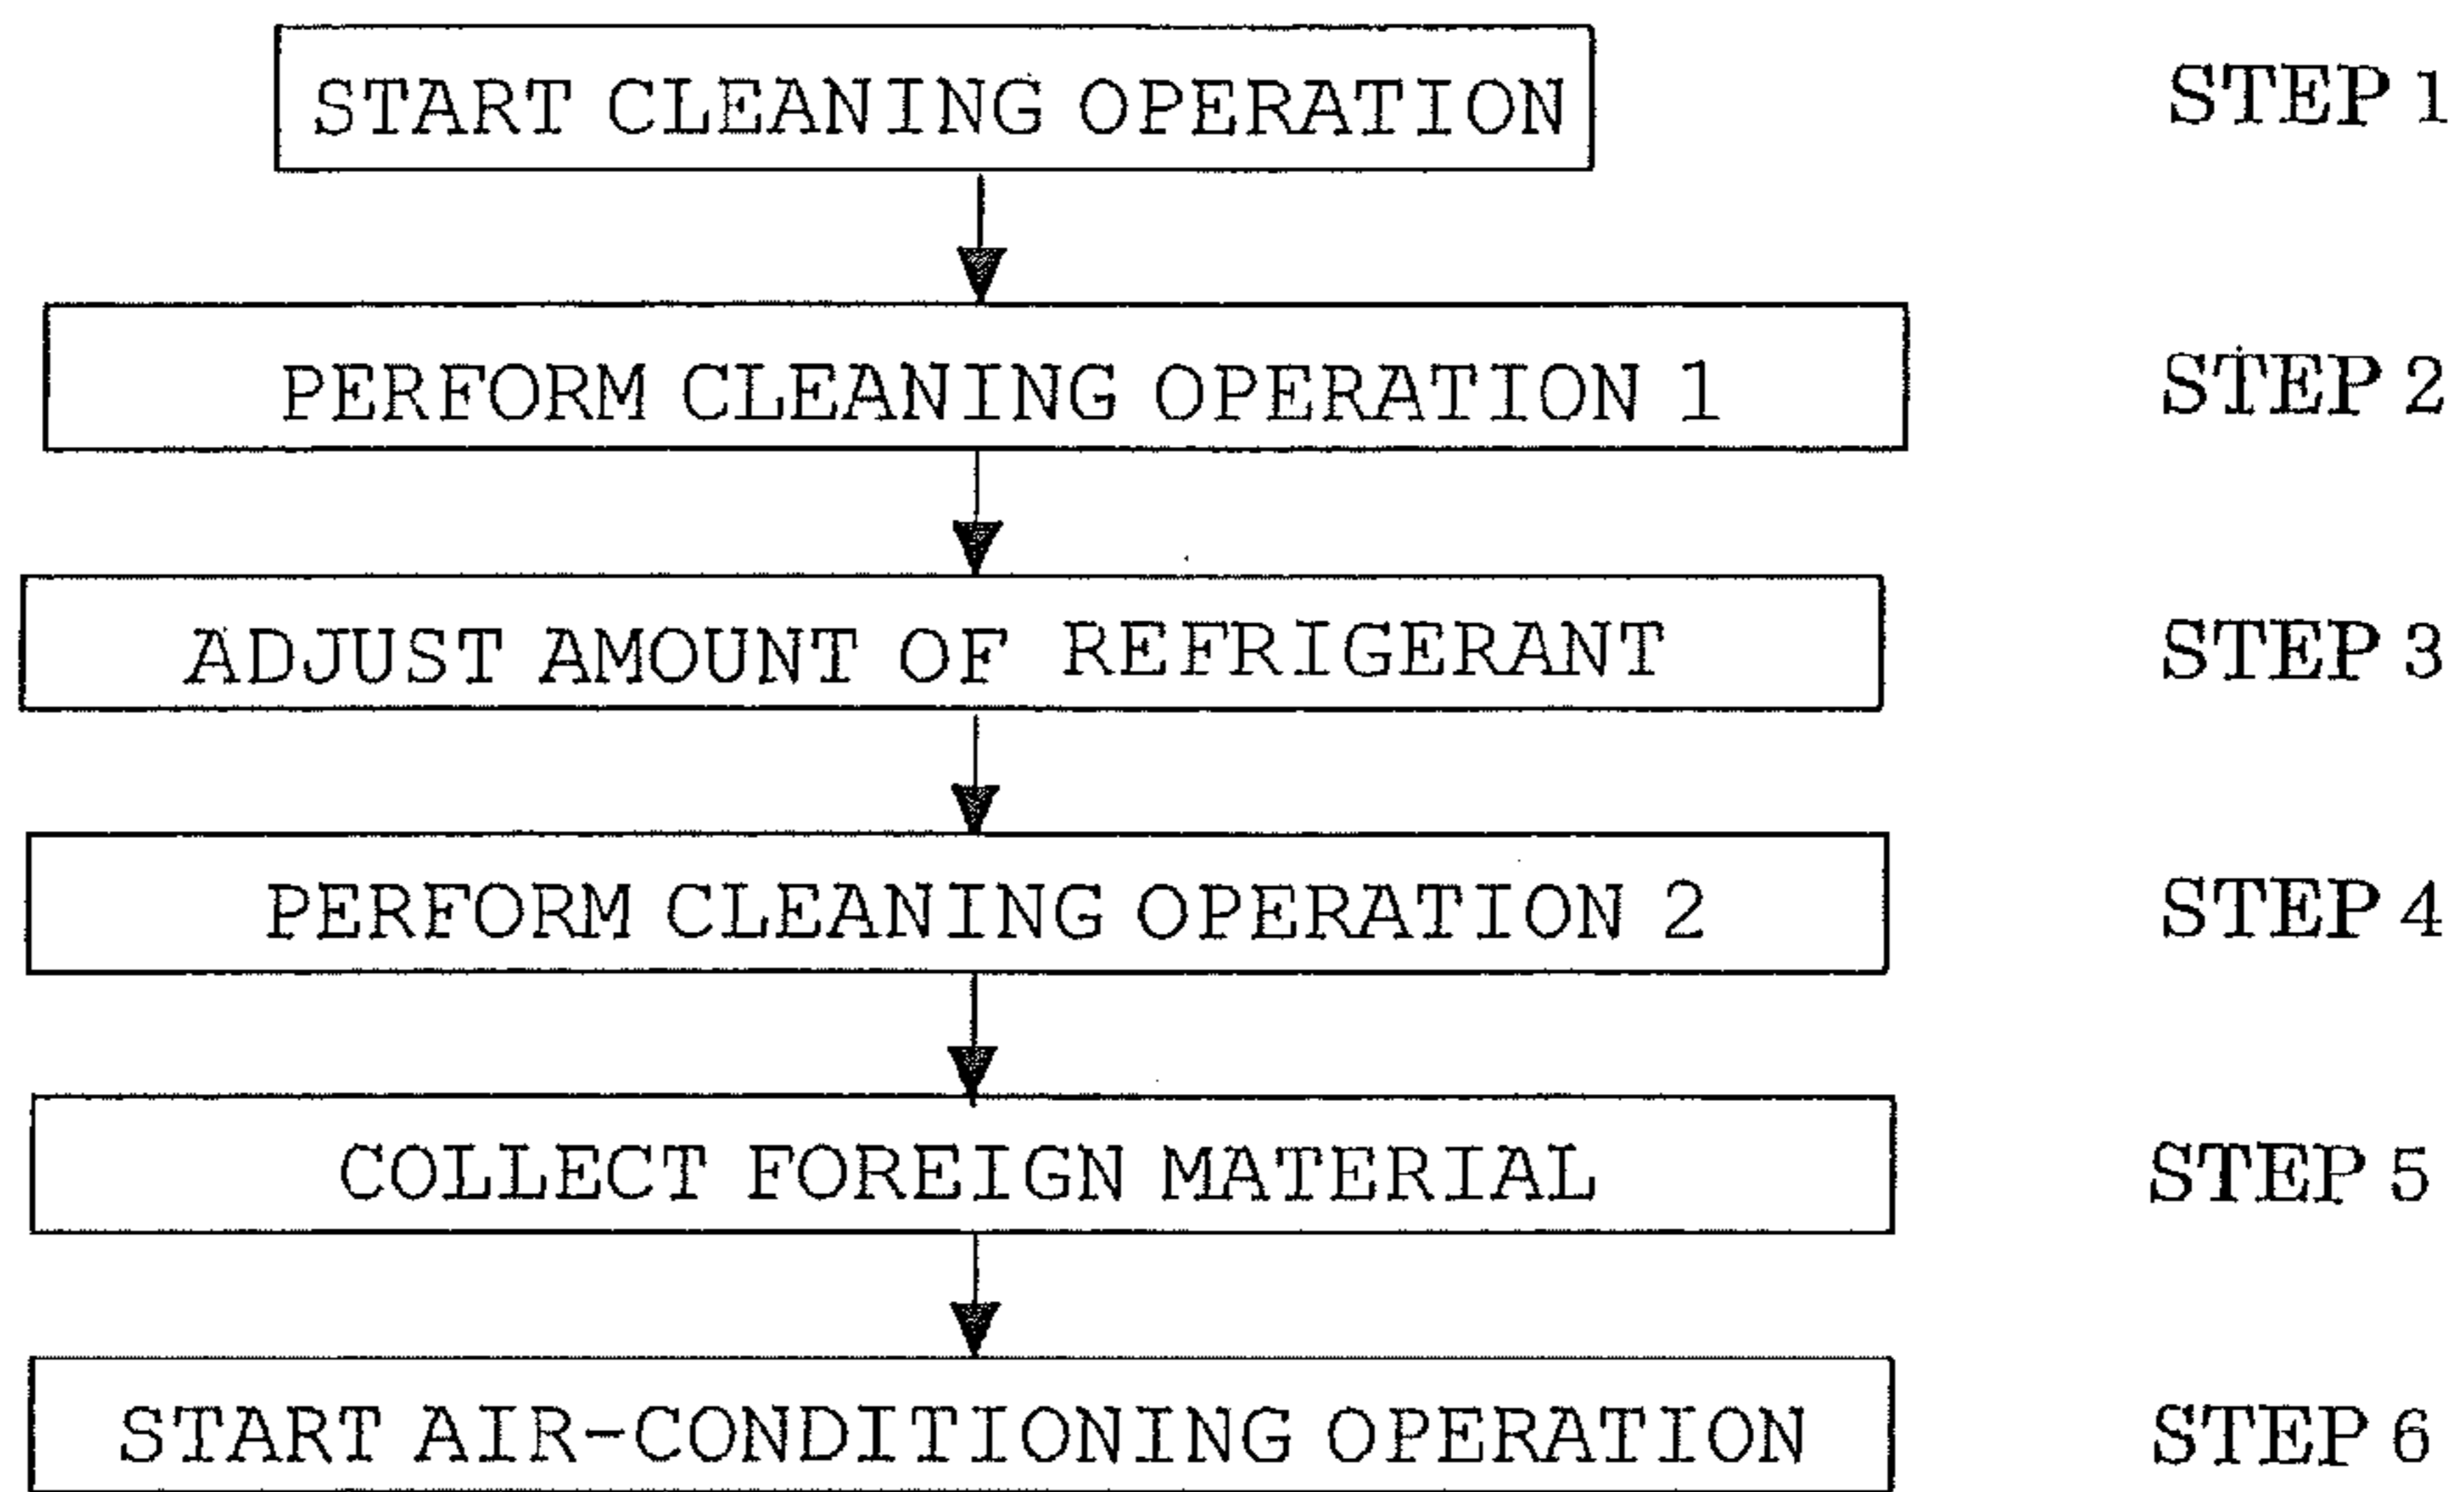 START CLEANING OPERATION STEP 1
PERFORM CLEANING OPERATION 1 STEP 2
ADJUST AMOUNT OF REFRIGERANT STEP 3
PERFORM CLEANING OPERATION 2 STEP 4
COLLECT FOREIGN MATERIAL STEP 5
START AIR-CONDITIONING OPERATION STEP 6